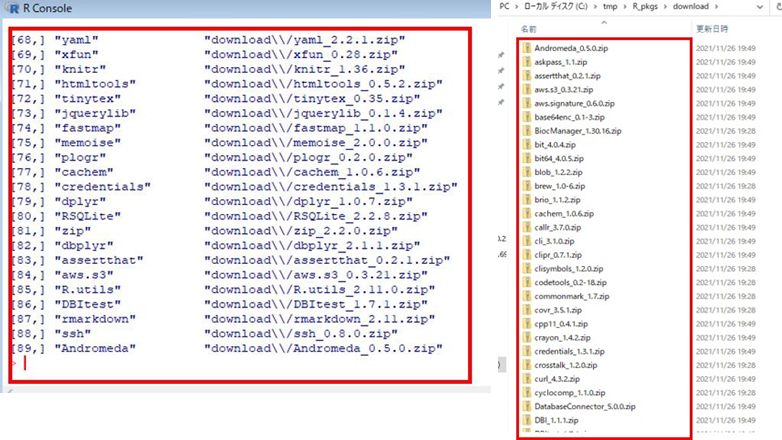 R Console
[68,] "yaml" "download\\/yaml_2.2.1.zip"
[69,] "xfun" "download\\/xfun_0.28.zip"
[70,] "knitr" "download\\/knitr_1.36.zip"
[71,] "htmltools" "download\\/htmltools_0.5.2.zip"
[72,] "tinytex" "download\\/tinytex_0.35.zip"
[73,] "jquerylib" "download\\/jquerylib_0.1.4.zip"
[74,] "fastmap" "download\\/fastmap_1.1.0.zip"
[75,] "memoise" "download\\/memoise_2.0.0.zip"
[76,] "plogr" "download\\/plogr_0.2.0.zip"
[77,] "cachem" "download\\/cachem_1.0.6.zip"
[78,] "credentials" "download\\/credentials_1.3.1.zip"
[79,] "dplyr" "download\\/dplyr_1.0.7.zip"
[80,] "RSQLite" "download\\/RSQLite_2.2.8.zip"
[81,] "zip" "download\\/zip_2.2.0.zip"
[82,] "dbplyr" "download\\/dbplyr_2.1.1.zip"
[83,] "assertthat" "download\\/assertthat_0.2.1.zip"
[84,] "aws.s3" "download\\/aws.s3_0.3.21.zip"
[85,] "R.utils" "download\\/R.utils_2.11.0.zip"
[86,] "DBItest" "download\\/DBItest_1.7.1.zip"
[87,] "rmarkdown" "download\\/rmarkdown_2.11.zip"
[88,] "ssh" "download\\/ssh_0.8.0.zip"
[89,] "Andromeda" "download\\/Andromeda_0.5.0.zip"
>
PC > ローカル ディスク (C:) > tmp > R_pkgs > download >
名前 更新日時
Andromeda_0.5.0.zip 2021/11/26 19:49
askpass_1.1.zip 2021/11/26 19:49
assertthat_0.2.1.zip 2021/11/26 19:49
aws.s3_0.3.21.zip 2021/11/26 19:49
aws.signature_0.6.0.zip 2021/11/26 19:49
base64enc_0.1-3.zip 2021/11/26 19:49
BiocManager_1.30.16.zip 2021/11/26 19:28
bit_4.0.4.zip 2021/11/26 19:49
bit64_4.0.5.zip 2021/11/26 19:49
blob_1.2.2.zip 2021/11/26 19:49
brew_1.0-6.zip 2021/11/26 19:28
brio_1.1.2.zip 2021/11/26 19:49
cachem_1.0.6.zip 2021/11/26 19:49
callr_3.7.0.zip 2021/11/26 19:49
cli_3.1.0.zip 2021/11/26 19:49
clipr_0.7.1.zip 2021/11/26 19:49
clisymbols_1.2.0.zip 2021/11/26 19:28
codetools_0.2-18.zip 2021/11/26 19:28
commonmark_1.7.zip 2021/11/26 19:28
covr_3.5.1.zip 2021/11/26 19:28
cpp11_0.4.1.zip 2021/11/26 19:49
crayon_1.4.2.zip 2021/11/26 19:49
credentials_1.3.1.zip 2021/11/26 19:49
crosstalk_1.2.0.zip 2021/11/26 19:28
curl_4.3.2.zip 2021/11/26 19:49
cyclocomp_1.1.0.zip 2021/11/26 19:28
DatabaseConnector_5.0.0.zip 2021/11/26 19:49
DBI_1.1.1.zip 2021/11/26 19:49